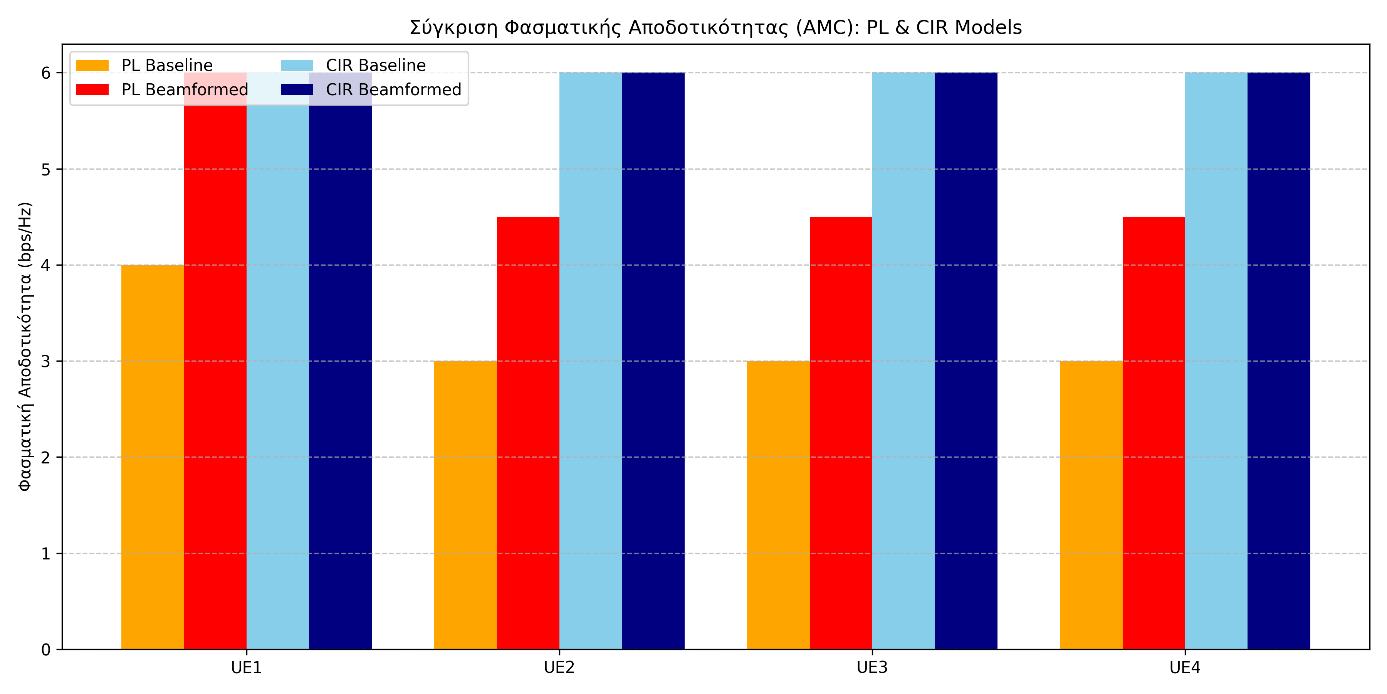 Σύγκριση Φασματικής Αποδοτικότητας (AMC): PL & CIR Models
PL Baseline
PL Beamformed
CIR Baseline
CIR Beamformed
Φασματική Αποδοτικότητα (bps/Hz)
6
5
4
3
2
1
0
UE1
UE2
UE3
UE4